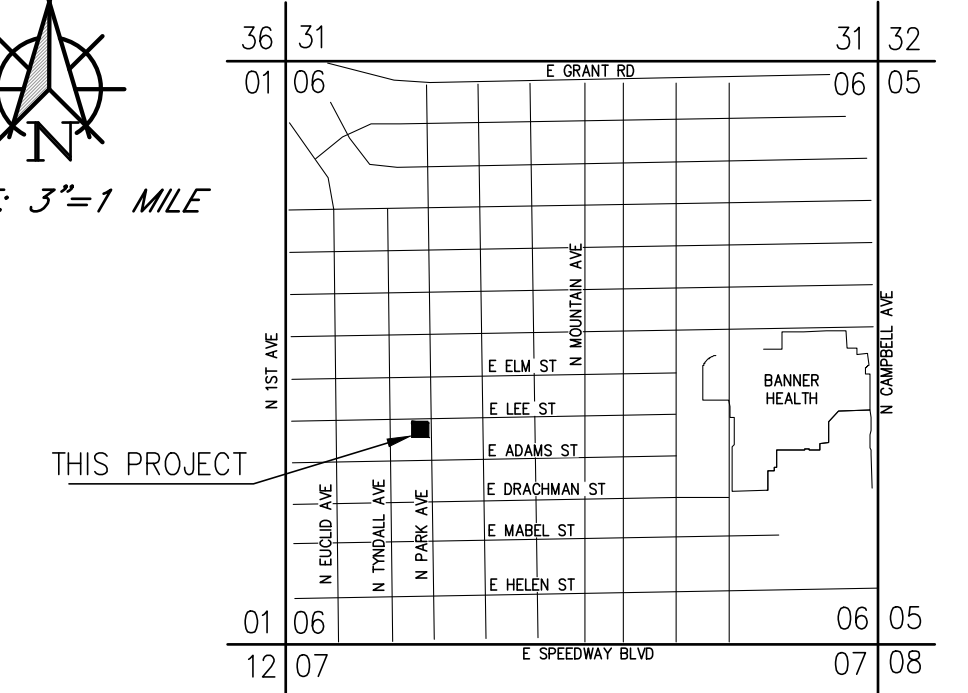 36 31
31 32
01 06
E GRANT RD
06 05
N
: 3"=1 MILE
N MOUNTAIN AVE
N CAMPBELL AVE
N 1ST AVE
E ELM ST
BANNER
HEALTH
E LEE ST
THIS PROJECT
E ADAMS ST
E DRACHMAN ST
N EUCLID AVE
N TYNDALL AVE
N PARK AVE
E MABEL ST
E HELEN ST
01 06
06 05
E SPEEDWAY BLVD
12 07
07 08